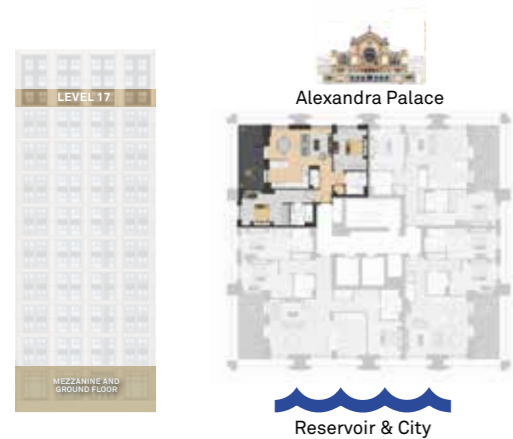 LEVEL 17
Alexandra Palace
MEZZANINE AND
GROUND FLOOR
Reservoir & City